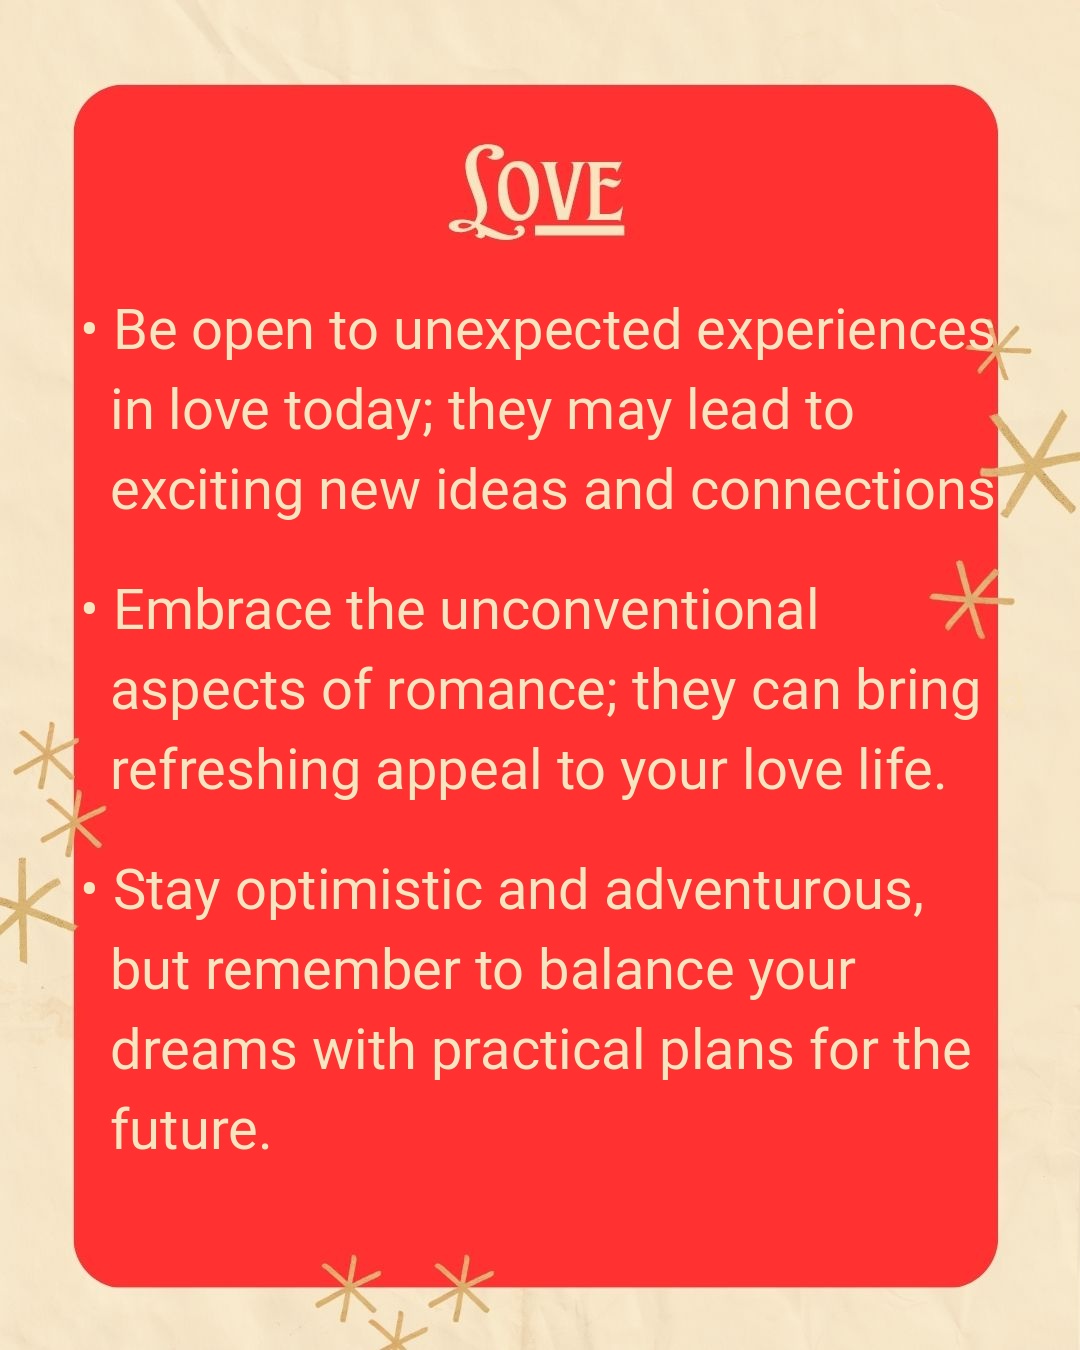 Love
• Be open to unexpected experiences
in love today; they may lead to
exciting new ideas and connections
• Embrace the unconventional
aspects of romance; they can bring
refreshing appeal to your love life.
• Stay optimistic and adventurous,
but remember to balance your
dreams with practical plans for the
future.